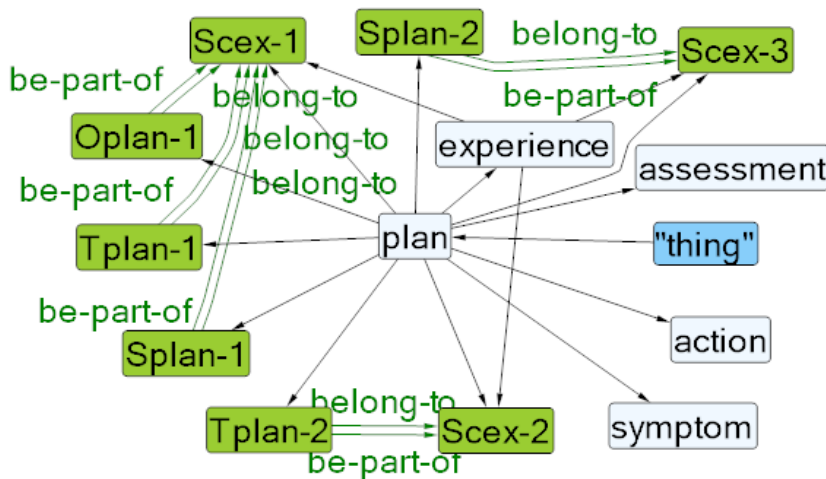 Scex-1
Splan-2
belong-to
Scex-3
be-part-of
belong-to
be-part-of
Oplan-1
belong-to
experience
assessment
be-part-of
belong-to
Tplan-1
plan
"thing"
be-part-of
Splan-1
action
belong-to
Tplan-2
Scex-2
symptom
be-part-of